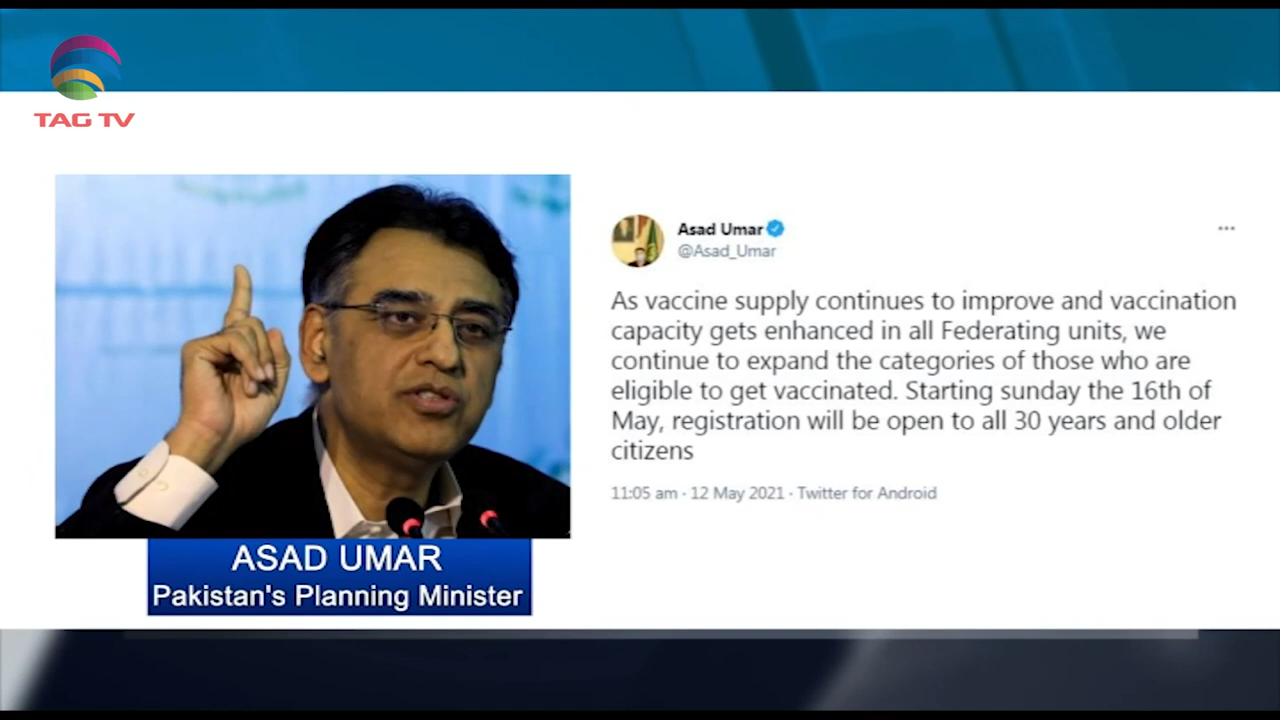 TAG TV
ASAD UMAR
Pakistan's Planning Minister
Asad Umar
@Asad_Umar
As vaccine supply continues to improve and vaccination
capacity gets enhanced in all Federating units, we
continue to expand the categories of those who are
eligible to get vaccinated. Starting sunday the 16th of
May, registration will be open to all 30 years and older
citizens
11:05 am · 12 May 2021 · Twitter for Android